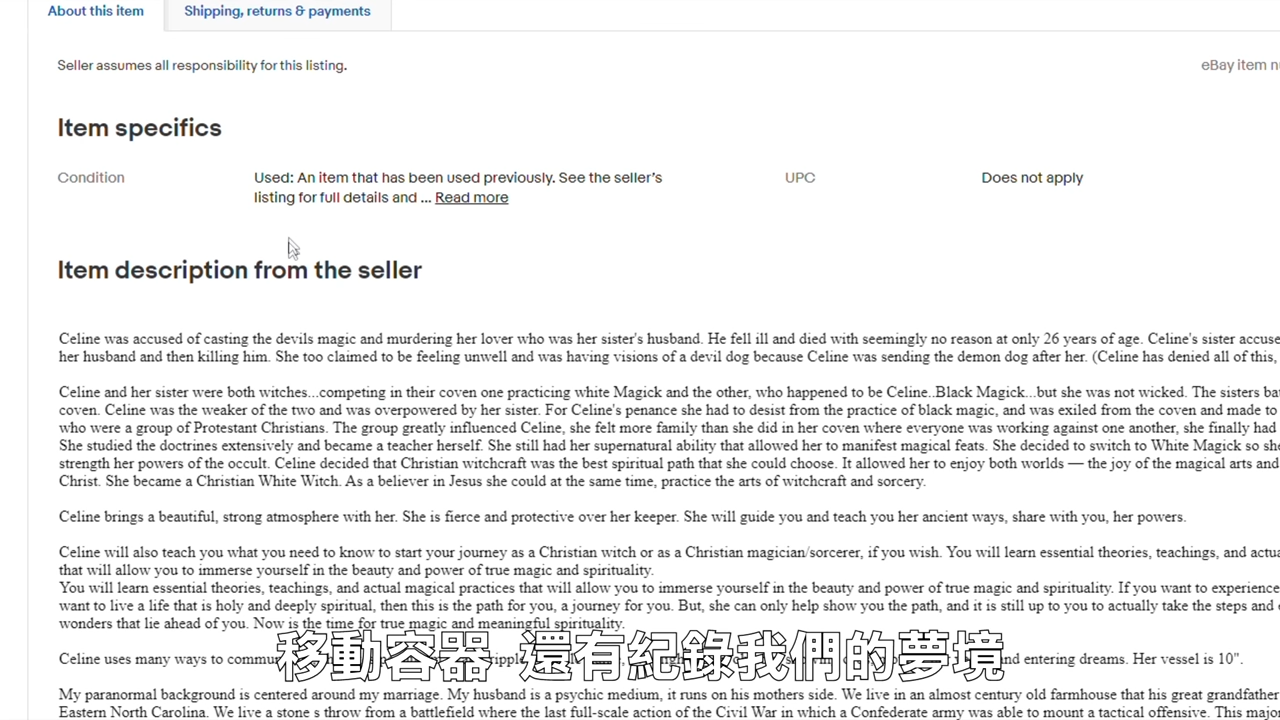 About this item
Shipping, returns & payments
Seller assumes all responsibility for this listing.
eBay item
Item specifics
Condition
Used: An item that has been used previously. See the seller's
listing for full details and ... Read more
UPC
Does not apply
Item description from the seller
Celine was accused of casting the devils magic and murdering her lover who was her sister's husband. He fell ill and died with seemingly no reason at only 26 years of age. Celine's sister
her husband and then killing him. She too claimed to be feeling unwell and was having visions of a devil dog because Celine was sending the demon dog after her. (Celine has denied all of this,
Celine and her sister were both witches...competing in their coven one practicing white Magick and the other, who happened to be Celine..Black Magick...but she was not wicked. The sisters
coven. Celine was the weaker of the two and was overpowered by her sister. For Celine's penance she had to desist from the practice of black magic, and was exiled from the coven and made to
who were a group of Protestant Christians. The group greatly influenced Celine, she felt more family than she did in her coven where everyone was working against one another, she finally had
She studied the doctrines extensively and became a teacher herself. She still had her supernatural ability that allowed her to manifest magical feats. She decided to switch to White Magick so
strength her powers of the occult. Celine decided that Christian witchcraft was the best spiritual path that she could choose. It allowed her to enjoy both worlds — the joy of the magical arts and
Christ. She became a Christian White Witch. As a believer in Jesus she could at the same time, practice the arts of witchcraft and sorcery.
Celine brings a beautiful, strong atmosphere with her. She is fierce and protective over her keeper. She will guide you and teach you her ancient ways, share with you, her powers.
Celine will also teach you what you need to know to start your journey as a Christian witch or as a Christian magician/sorcerer, if you wish. You will learn essential theories, teachings, and
that will allow you to immerse yourself in the beauty and power of true magic and spirituality.
You will learn essential theories, teachings, and actual magical practices that will allow you to immerse yourself in the beauty and power of true magic and spirituality. If you want to experience
want to live a life that is holy and deeply spiritual, then this is the path for you, a journey for you. But, she can only help show you the path, and it is still up to you to actually take the steps and
wonders that lie ahead of you. Now is the time for true magic and meaningful spirituality.
移動容器 還有紀錄我們的夢境
Celine uses many ways to and entering dreams. Her vessel is 10".
My paranormal background is centered around my marriage. My husband is a psychic medium, it runs on his mothers side. We live in an almost century old farmhouse that his great grandfather
Eastern North Carolina. We live a stone s throw from a battlefield where the last full-scale action of the Civil War in which a Confederate army was able to mount a tactical offensive. This